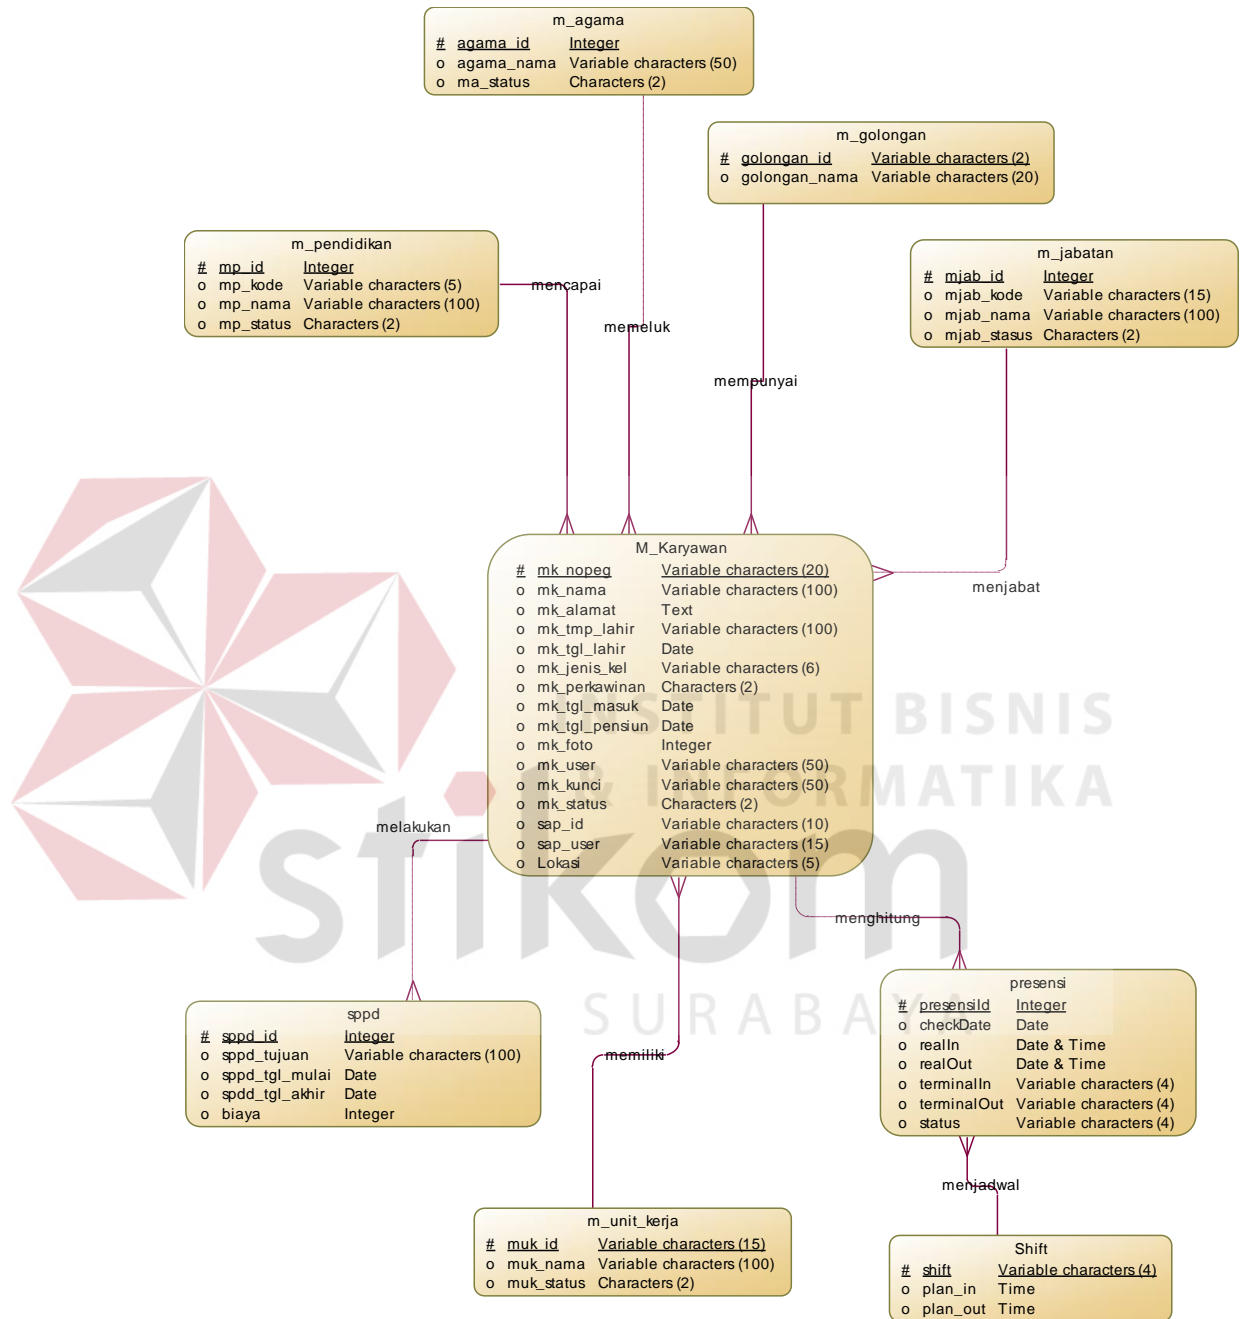 m_agama
# agama_id Integer
o agama_nama Variable characters (50)
o ma_status Characters (2)
m_golongan
# golongan_id Variable characters (2)
o golongan_nama Variable characters (20)
m_pendidikan
# mp_id Integer
o mp_kode Variable characters (5)
o mp_nama Variable characters (100)
o mp_status Characters (2)
m_jabatan
# mjab_id Integer
o mjab_kode Variable characters (15)
o mjab_nama Variable characters (100)
o mjab_stasus Characters (2)
mencapai
memeluk
mempunyai
menjabat
M_Karyawan
# mk_nopeg Variable characters (20)
o mk_nama Variable characters (100)
o mk_alamat Text
o mk_tmp_lahir Variable characters (100)
o mk_tgl_lahir Date
o mk_jenis_kel Variable characters (6)
o mk_perkawinan Characters (2)
o mk_tgl_masuk Date
o mk_tgl_pensiun Date
o mk_foto Integer
o mk_user Variable characters (50)
o mk_kunci Variable characters (50)
o mk_status Characters (2)
o sap_id Variable characters (10)
o sap_user Variable characters (15)
o Lokasi Variable characters (5)
INSTITUT BISNIS
& INFORMATIKA
stikom
SURABAYA
melakukan
menghitung
sppd
# sppd_id Integer
o sppd_tujuan Variable characters (100)
o sppd_tgl_mulai Date
o spdd_tgl_akhir Date
o biaya Integer
presensi
# presensiId Integer
o checkDate Date
o realIn Date & Time
o realOut Date & Time
o terminalIn Variable characters (4)
o terminalOut Variable characters (4)
o status Variable characters (4)
memiliki
menjadwal
m_unit_kerja
# muk_id Variable characters (15)
o muk_nama Variable characters (100)
o muk_status Characters (2)
Shift
# shift Variable characters (4)
o plan_in Time
o plan_out Time